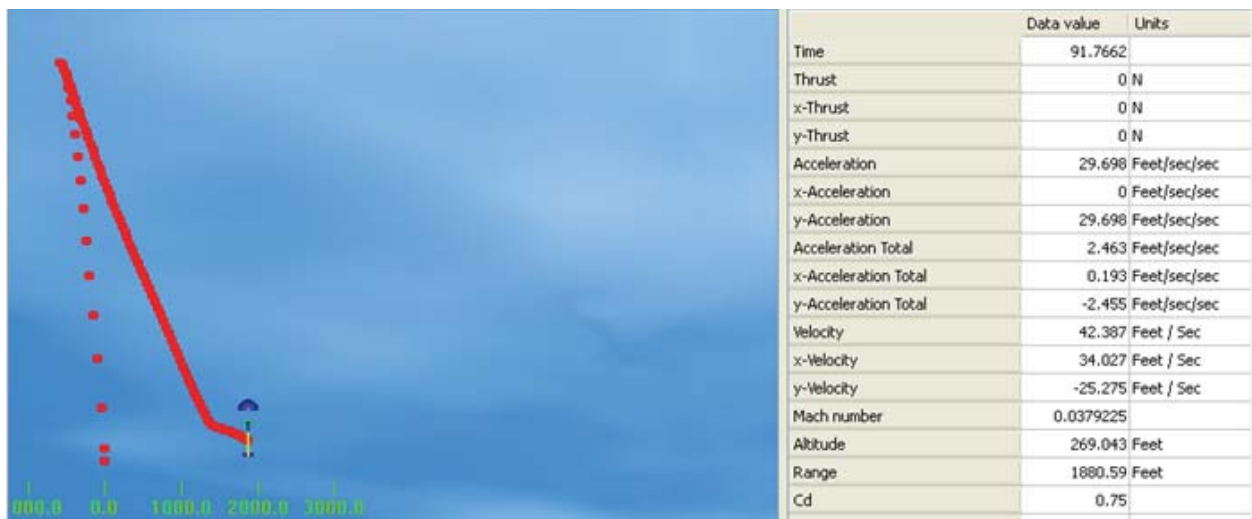 Data value Units
Time 91.7662
Thrust 0 N
x-Thrust 0 N
y-Thrust 0 N
Acceleration 29.698 Feet/sec/sec
x-Acceleration 0 Feet/sec/sec
y-Acceleration 29.698 Feet/sec/sec
Acceleration Total 2.463 Feet/sec/sec
x-Acceleration Total 0.193 Feet/sec/sec
y-Acceleration Total -2.455 Feet/sec/sec
Velocity 42.387 Feet / Sec
x-Velocity 34.027 Feet / Sec
y-Velocity -25.275 Feet / Sec
Mach number 0.0379225
Altitude 269.043 Feet
Range 1880.59 Feet
Cd 0.75
000.0 0.0 1000.0 2000.0 3000.0